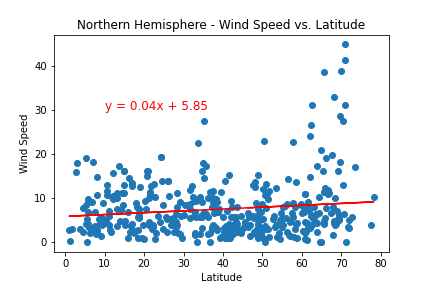 Northern Hemisphere - Wind Speed vs. Latitude
Wind Speed
40
30
20
10
0
y = 0.04x + 5.85
0 10 20 30 40 50 60 70 80
Latitude